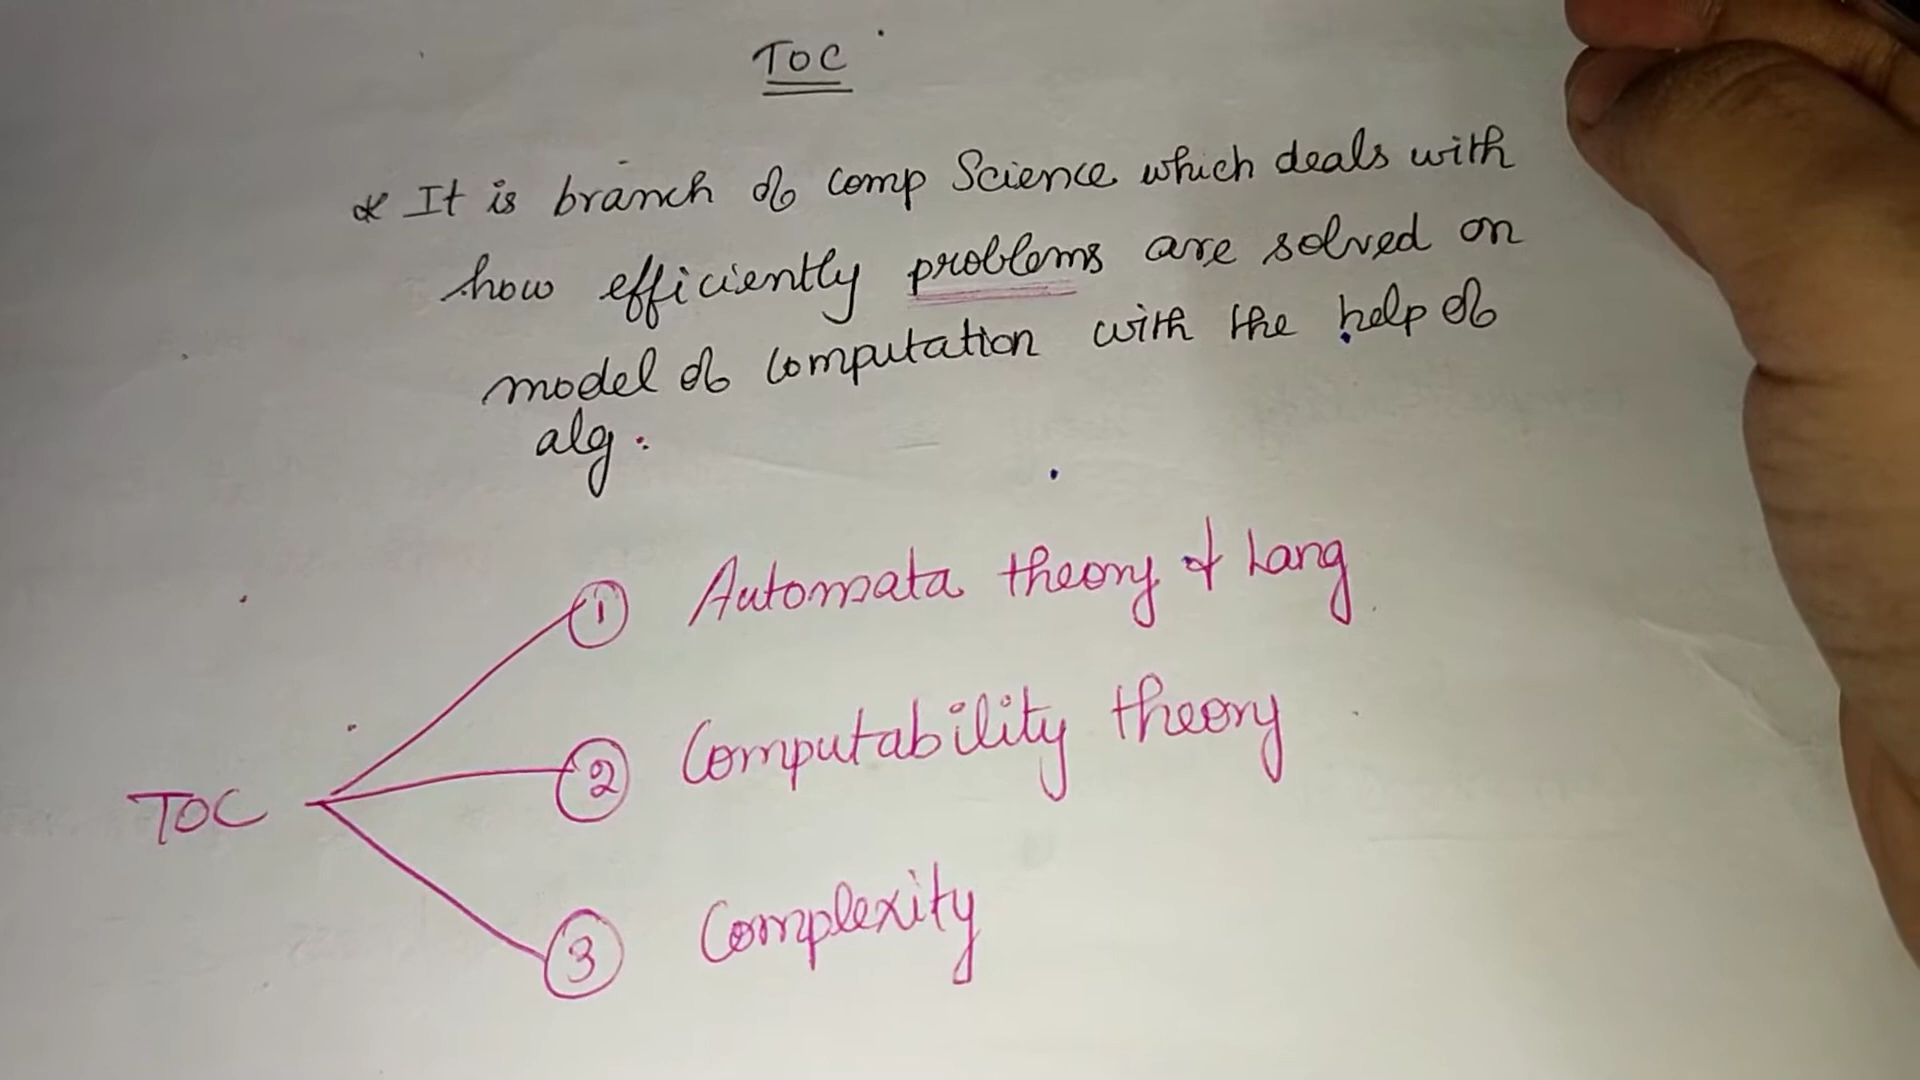 TOC
* It is branch of comp Science which deals with
how efficiently problems are solved on
model of computation with the help of
alg.
① Automata theory & Lang
② Computability theory
TOC
③ Complexity